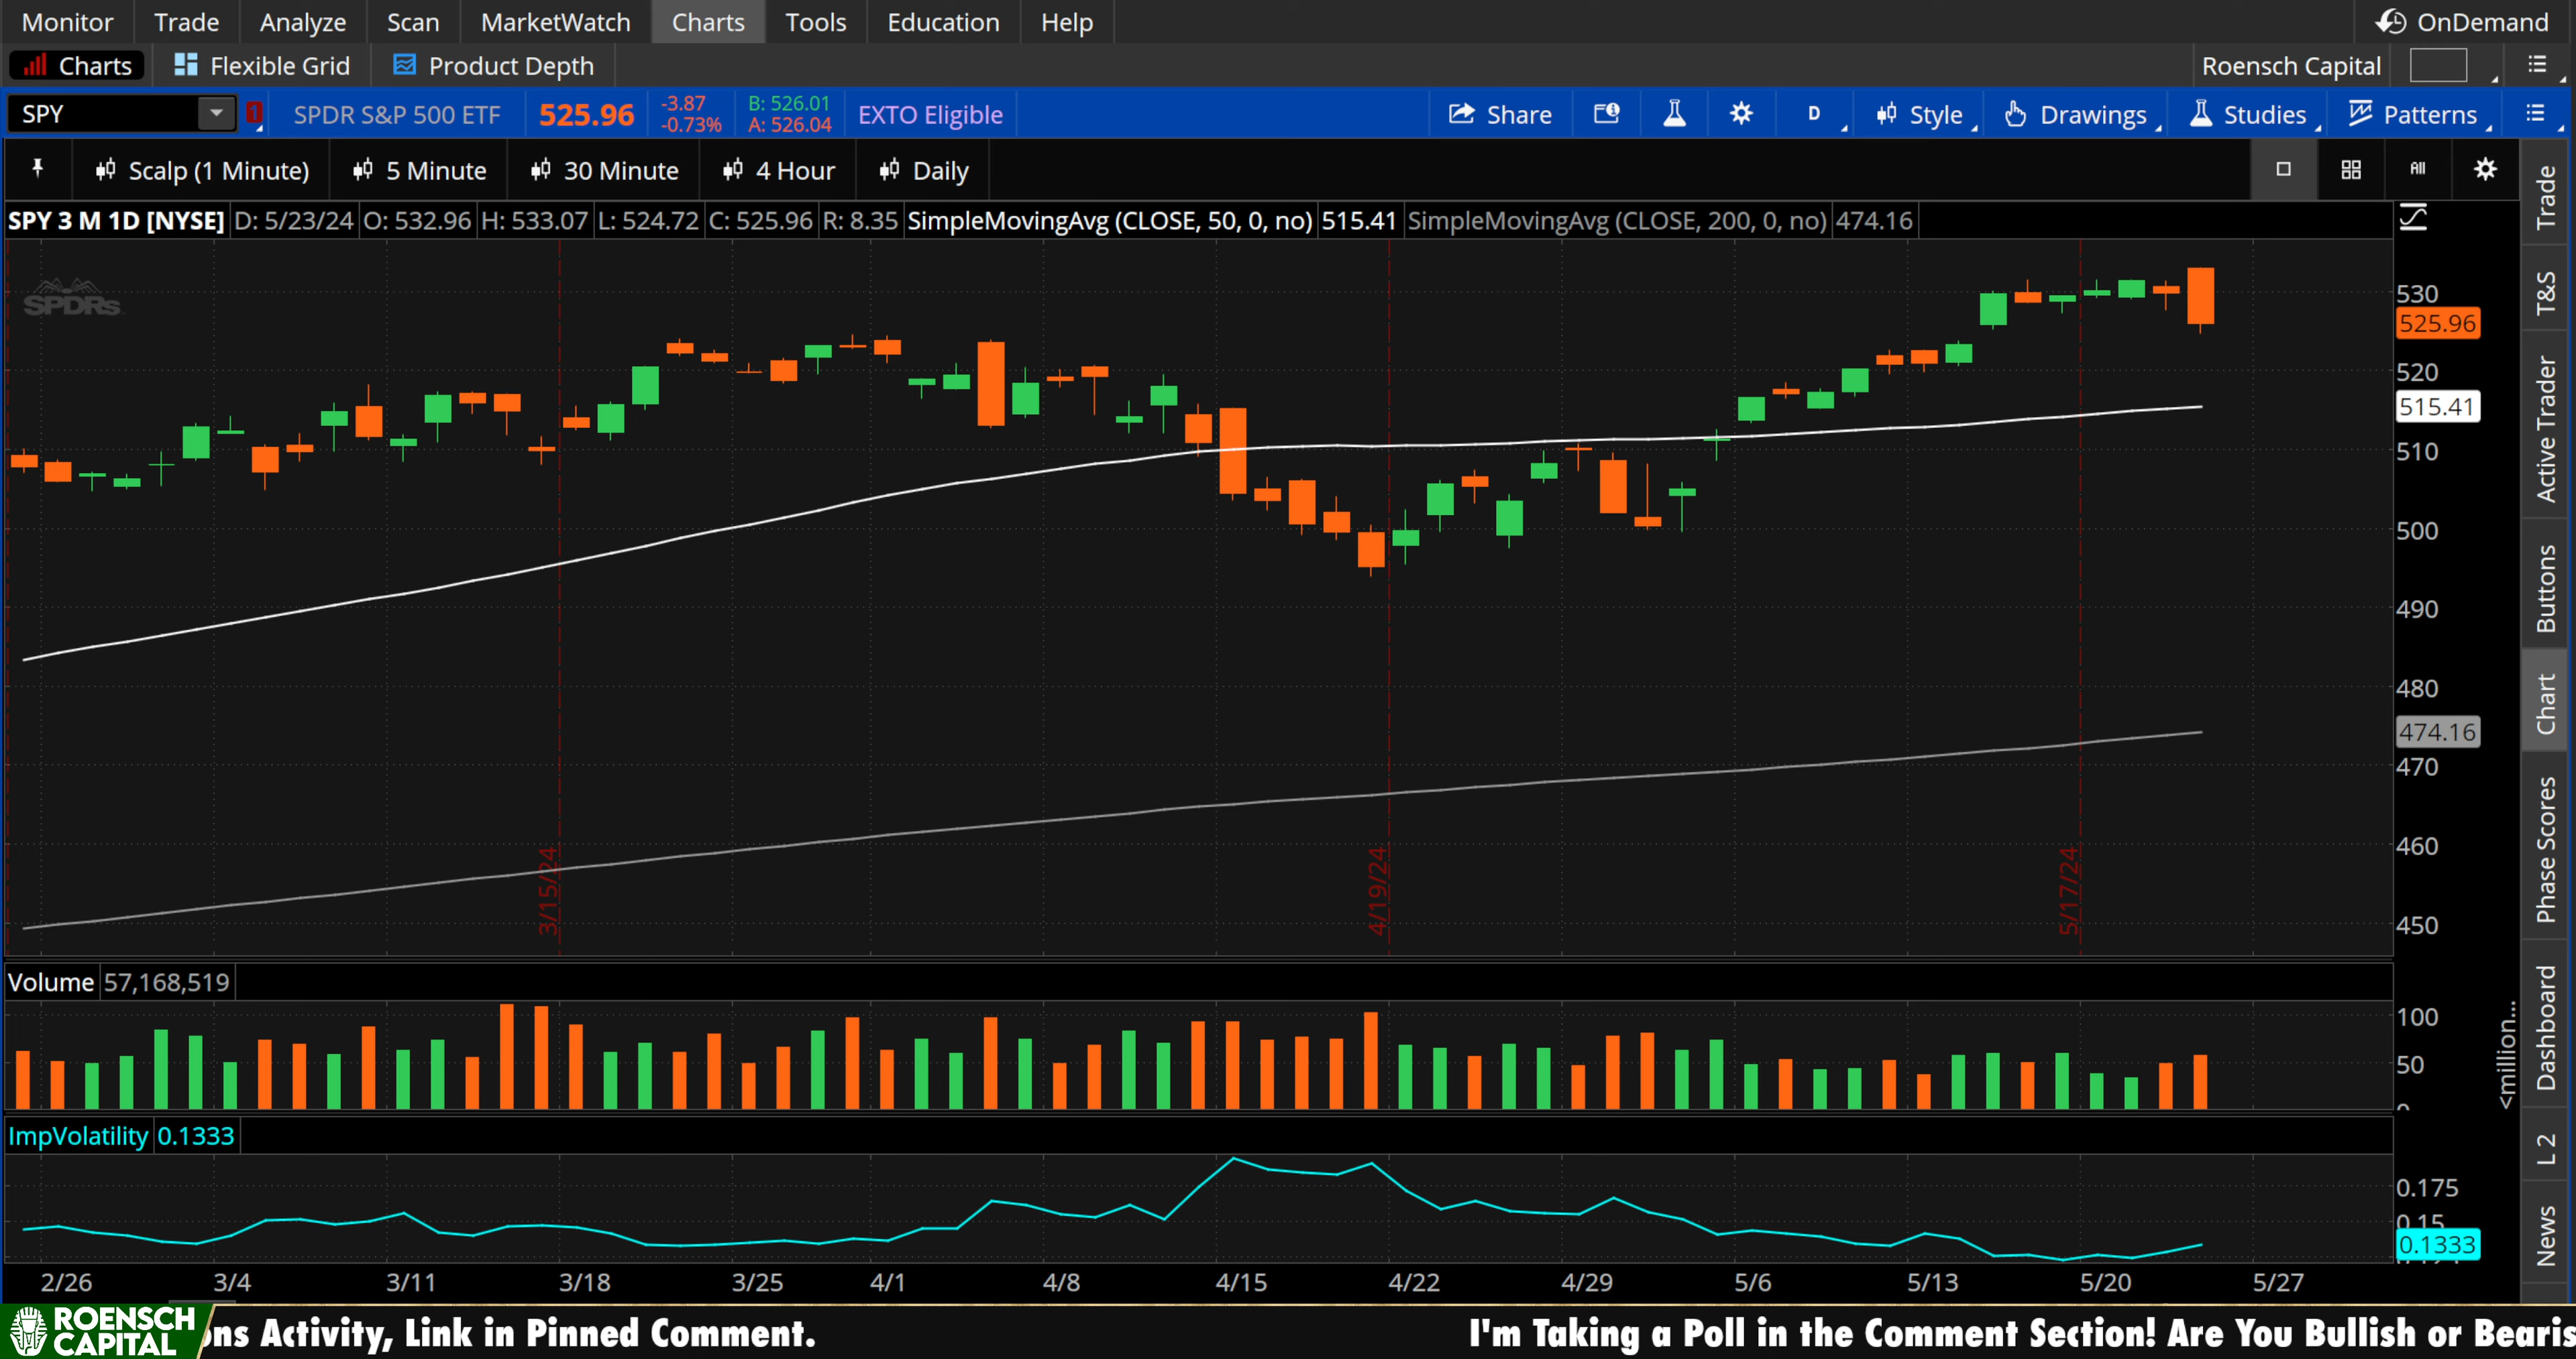 Monitor Trade Analyze Scan MarketWatch Charts Tools Education Help OnDemand
Charts Flexible Grid Product Depth Roensch Capital
SPY 1 SPDR S&P 500 ETF 525.96 -3.87 B: 526.01 EXTO Eligible Share D Style Drawings Studies Patterns
-0.73% A: 526.04
Scalp (1 Minute) 5 Minute 30 Minute 4 Hour Daily All
SPY 3 M 1D [NYSE] D: 5/23/24 O: 532.96 H: 533.07 L: 524.72 C: 525.96 R: 8.35 SimpleMovingAvg (CLOSE, 50, 0, no) 515.41 SimpleMovingAvg (CLOSE, 200, 0, no) 474.16
SPDRs
530
525.96
520
515.41
510
500
490
480
474.16
470
460
450
3/15/24
4/19/24
5/17/24
Volume 57,168,519
100
50
<million...
ImpVolatility 0.1333
0.175
0.15
0.1333
2/26 3/4 3/11 3/18 3/25 4/1 4/8 4/15 4/22 4/29 5/6 5/13 5/20 5/27
Trade
T&S
Active Trader
Buttons
Chart
Phase Scores
Dashboard
L 2
News
ROENSCH
CAPITAL
ns Activity, Link in Pinned Comment. I'm Taking a Poll in the Comment Section! Are You Bullish or Bearis